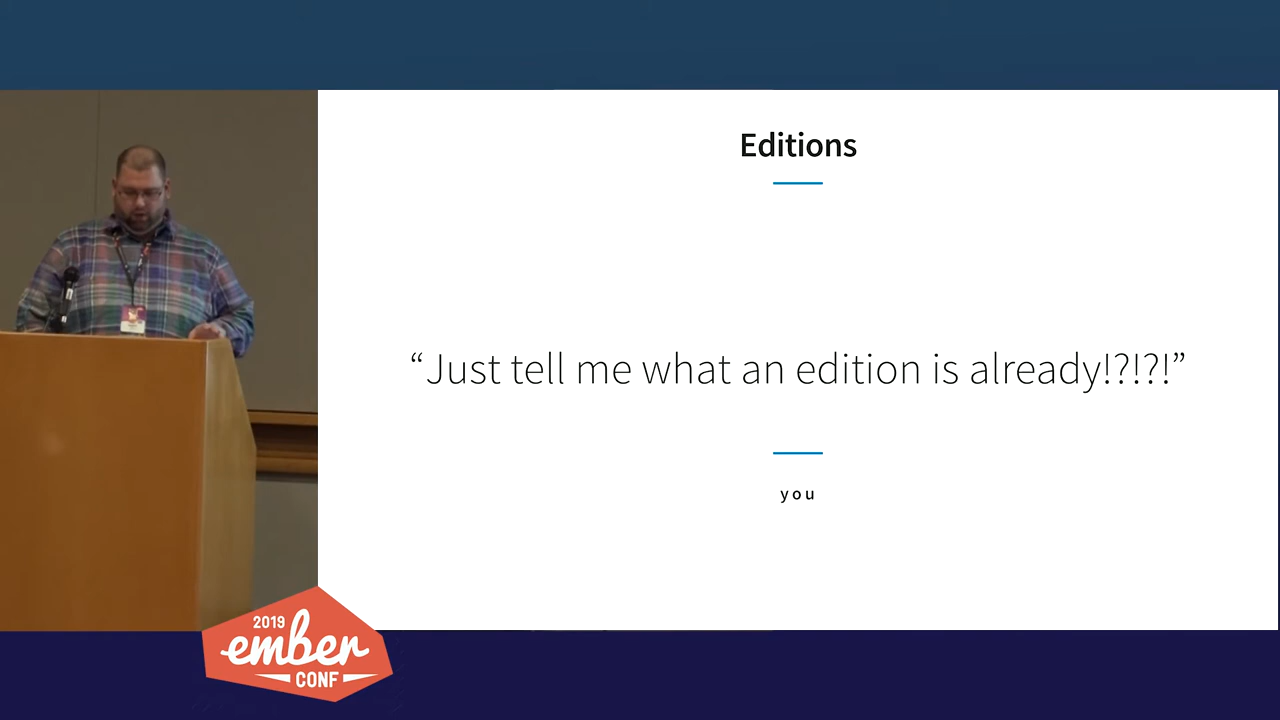 Editions
“Just tell me what an edition is already!?!?!”
you
2019
ember
CONF